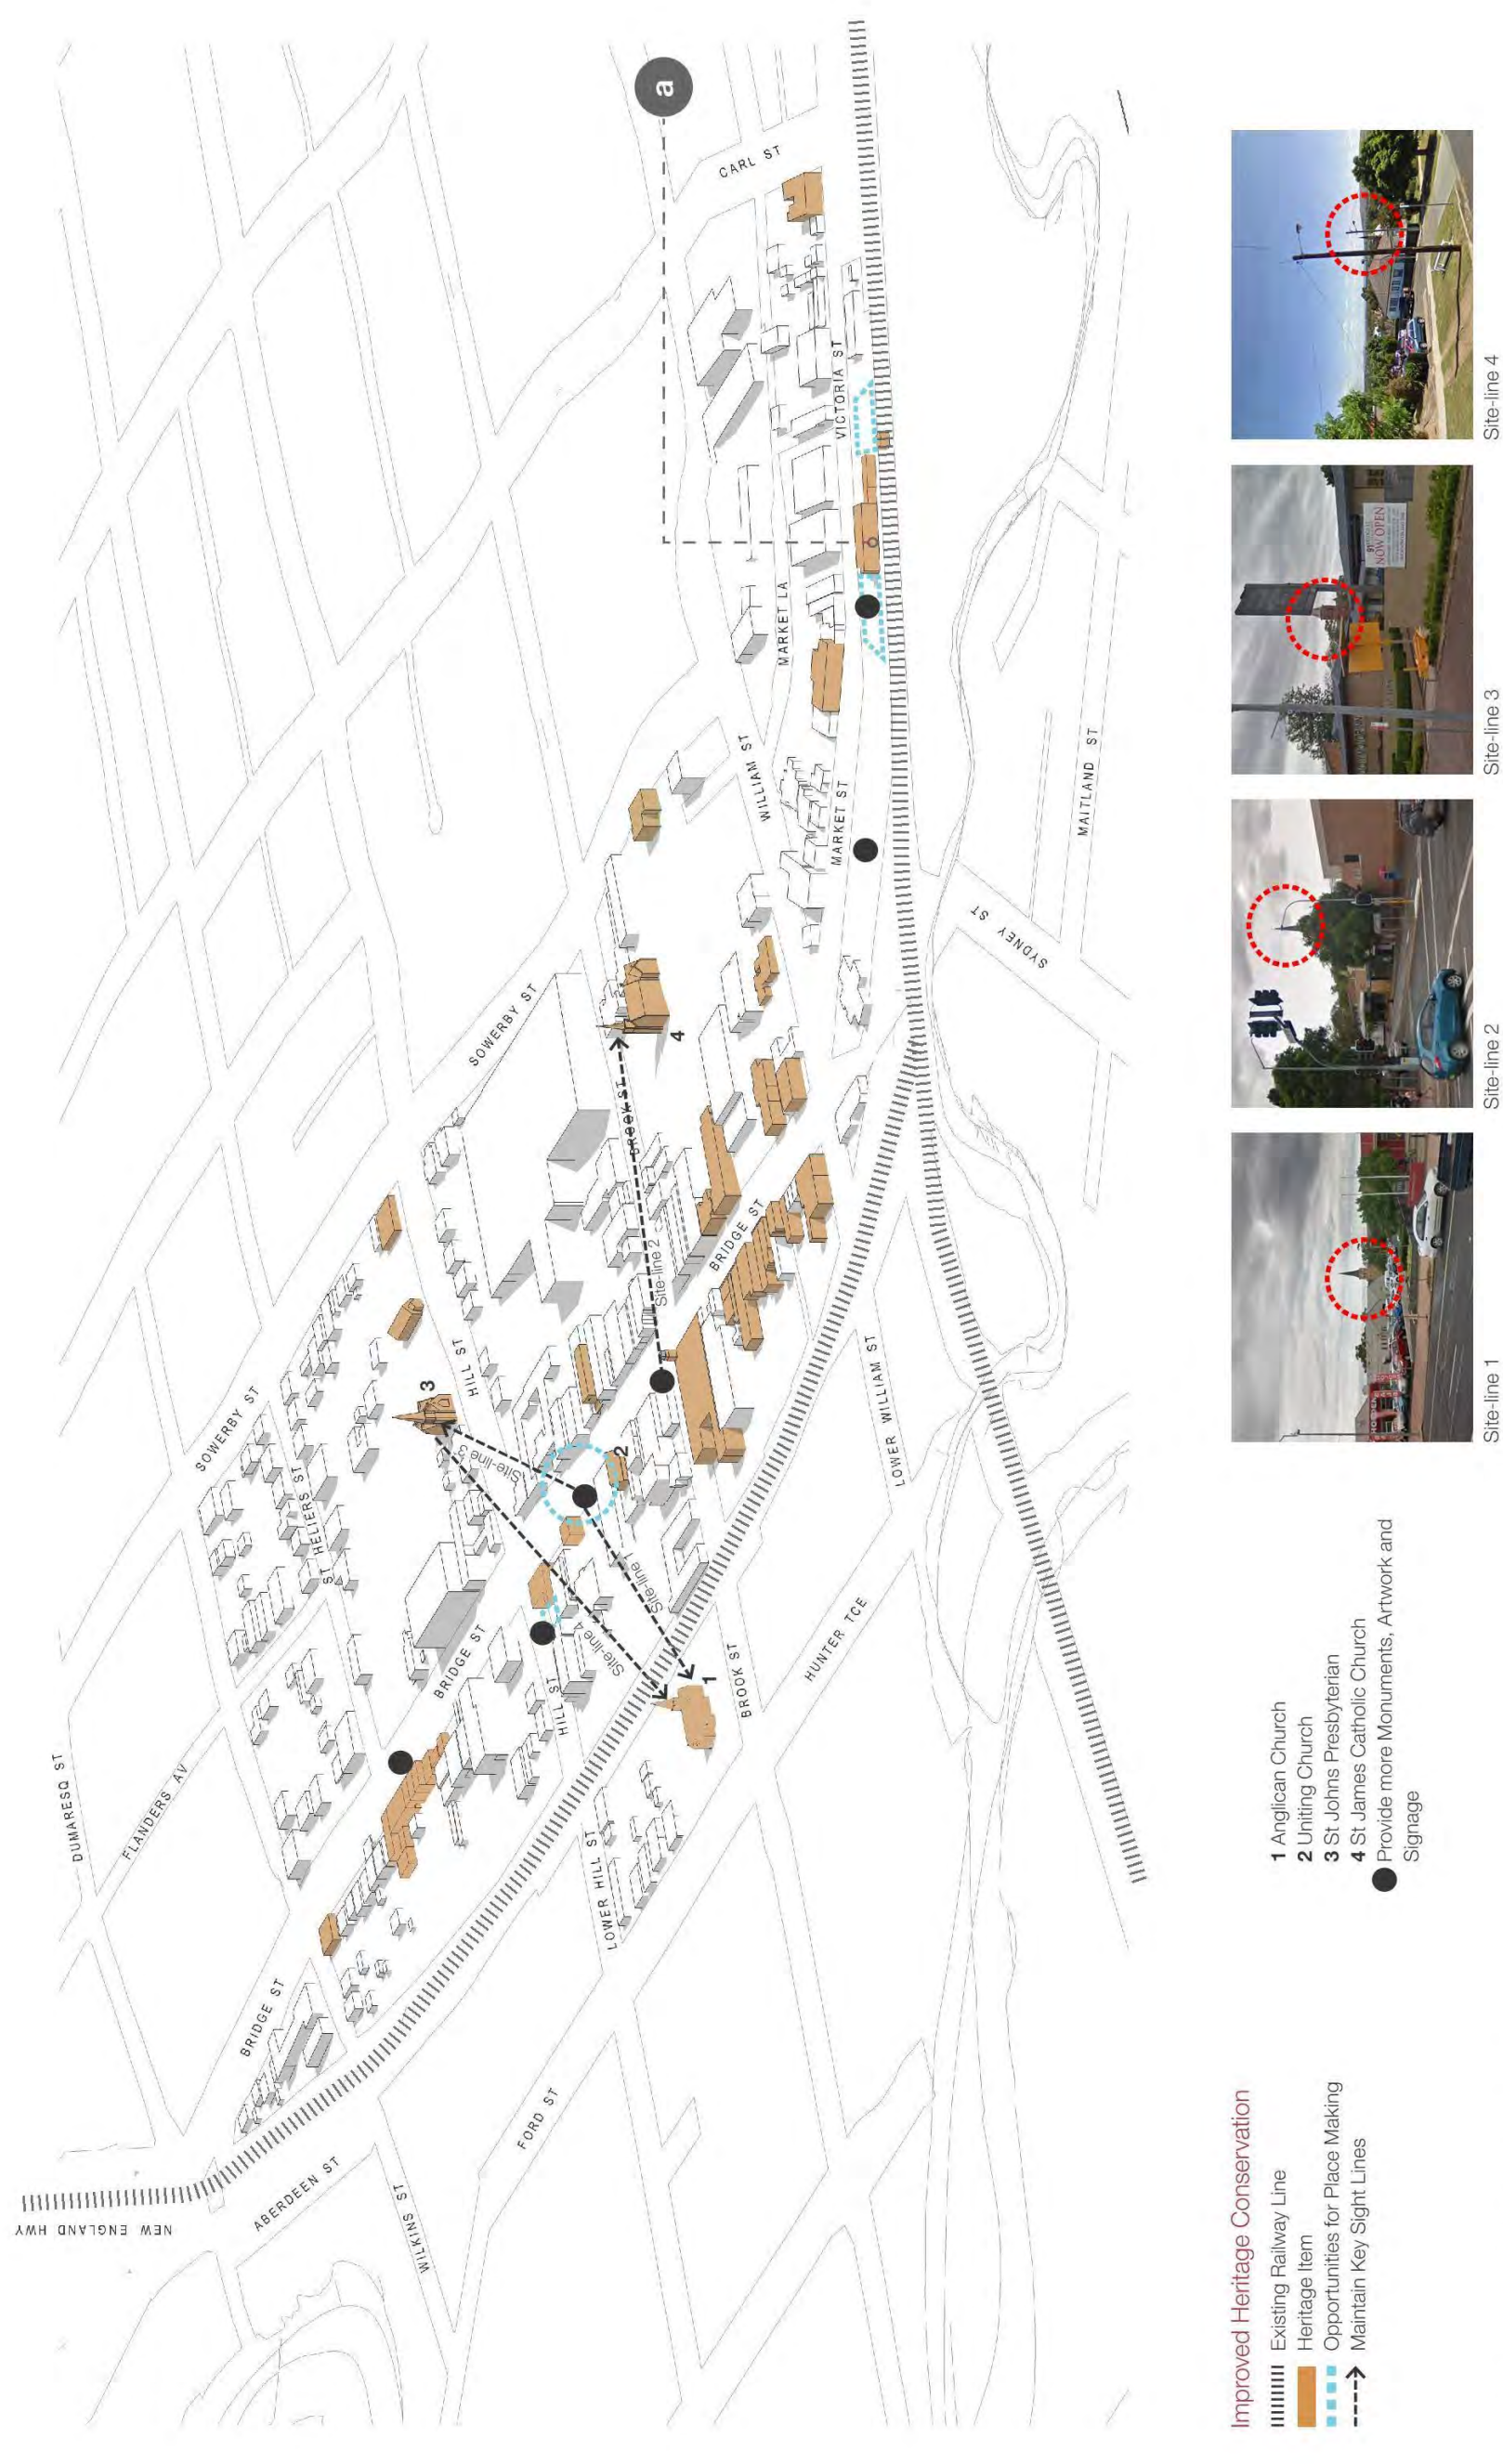 NEW ENGLAND HWY
ABERDEEN ST
WILKINS ST
FORD ST
BRIDGE ST
DUMARESQ ST
FLANDERS AV
LOWER HILL ST
HILL ST
BRIDGE ST
ST HELIERS ST
SOWERBY ST
HILL ST
BROOK ST
HUNTER TCE
LOWER WILLIAM ST
BRIDGE ST
BROOK ST
SOWERBY ST
SYDNEY ST
MAITLAND ST
MARKET ST
WILLIAM ST
MARKET LA
VICTORIA ST
CARL ST
Site-line 4
Site-line 1
Site-line 3
Site-line 2
1
2
3
4
a
Improved Heritage Conservation
Existing Railway Line
Heritage Item
Opportunities for Place Making
Maintain Key Sight Lines
1 Anglican Church
2 Uniting Church
3 St Johns Presbyterian
4 St James Catholic Church
Provide more Monuments, Artwork and
Signage
91
NOW OPEN
Site-line 1
Site-line 2
Site-line 3
Site-line 4